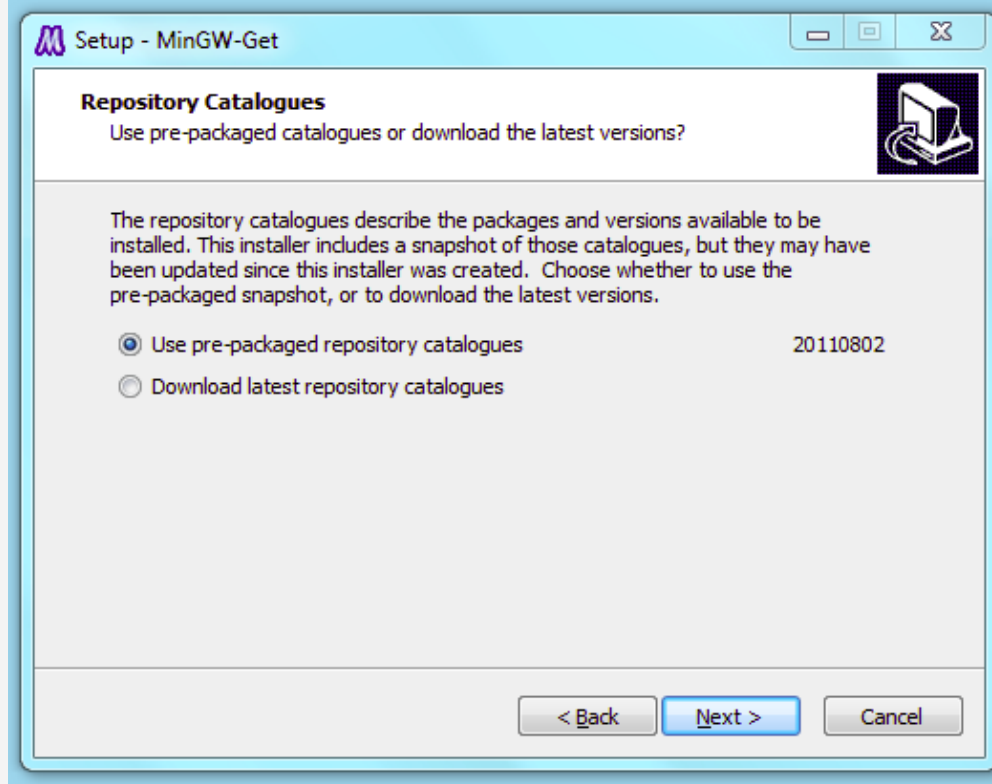 Setup - MinGW-Get
Repository Catalogues
Use pre-packaged catalogues or download the latest versions?
The repository catalogues describe the packages and versions available to be
installed. This installer includes a snapshot of those catalogues, but they may have
been updated since this installer was created.  Choose whether to use the
pre-packaged snapshot, or to download the latest versions.
Use pre-packaged repository catalogues 20110802
Download latest repository catalogues
< Back Next > Cancel